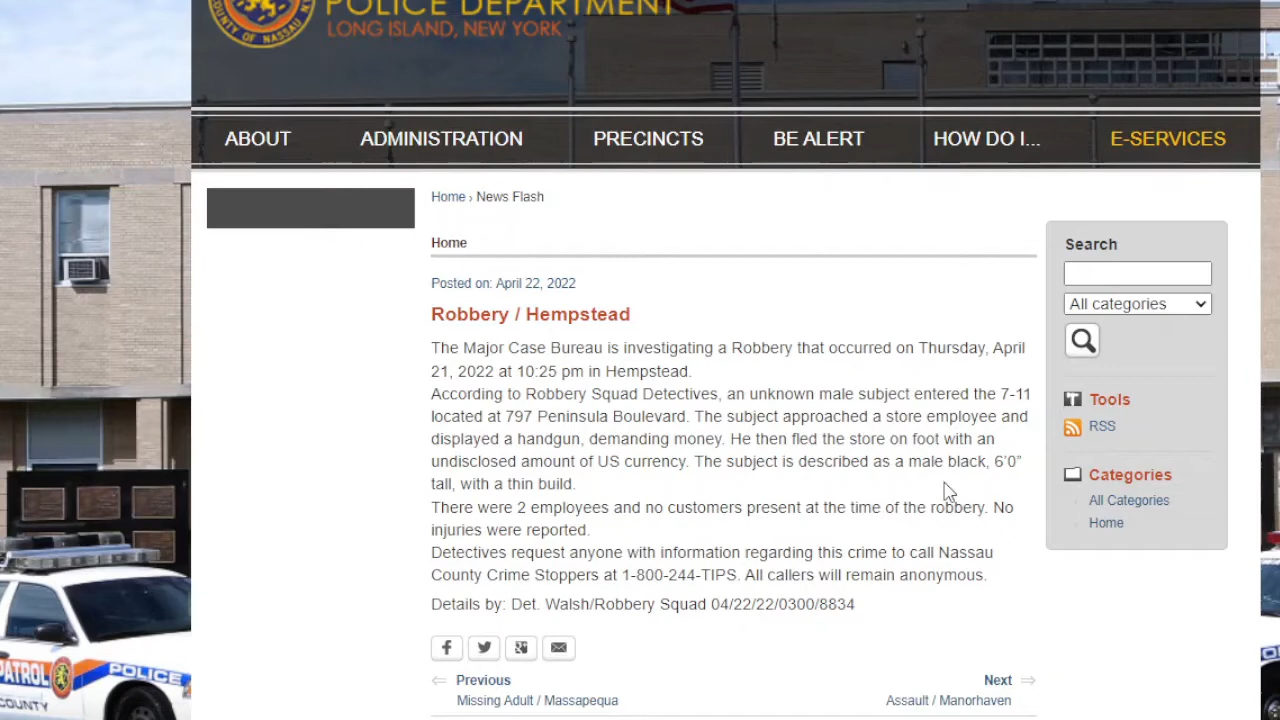 POLICE DEPARTMENT
COUNTY OF NASSAU
LONG ISLAND, NEW YORK
ABOUT
ADMINISTRATION
PRECINCTS
BE ALERT
HOW DO I...
E-SERVICES
Home › News Flash
Home
Posted on: April 22, 2022
Robbery / Hempstead
The Major Case Bureau is investigating a Robbery that occurred on Thursday, April
21, 2022 at 10:25 pm in Hempstead.
According to Robbery Squad Detectives, an unknown male subject entered the 7-11
located at 797 Peninsula Boulevard. The subject approached a store employee and
displayed a handgun, demanding money. He then fled the store on foot with an
undisclosed amount of US currency. The subject is described as a male black, 6’0”
tall, with a thin build.
There were 2 employees and no customers present at the time of the robbery. No
injuries were reported.
Detectives request anyone with information regarding this crime to call Nassau
County Crime Stoppers at 1-800-244-TIPS. All callers will remain anonymous.
Details by: Det. Walsh/Robbery Squad 04/22/22/0300/8834
Previous
Missing Adult / Massapequa
Next
Assault / Manorhaven
Search
All categories
Tools
RSS
Categories
All Categories
Home
PATROL
COUNTY
POLICE